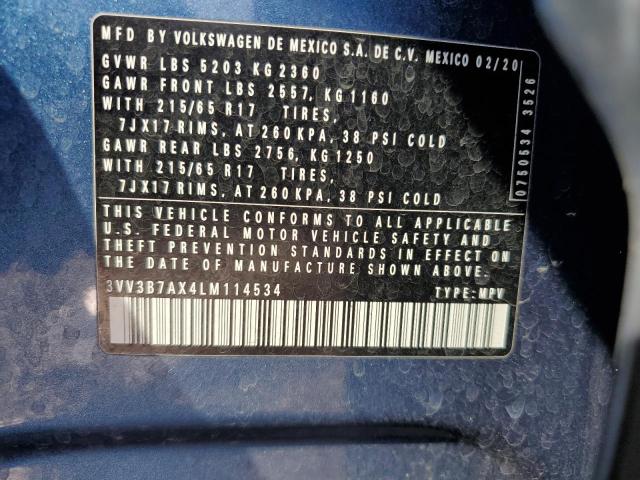 MFD BY VOLKSWAGEN DE MEXICO S.A. DE C.V. MEXICO 02/20
GVWR LBS 5203 KG 2360
GAWR FRONT LBS 2557, KG 1160
WITH 215/65 R17 TIRES,
7JX17 RIMS, AT 260 KPA, 38 PSI COLD
GAWR REAR LBS 2756, KG 1250
WITH 215/65 R17 TIRES,
7JX17 RIMS, AT 260 KPA, 38 PSI COLD
THIS VEHICLE CONFORMS TO ALL APPLICABLE
U.S. FEDERAL MOTOR VEHICLE SAFETY AND
THEFT PREVENTION STANDARDS IN EFFECT ON
THE DATE OF MANUFACTURE SHOWN ABOVE.
3VV3B7AX4LM114534 TYPE: MPV
0750534 3526